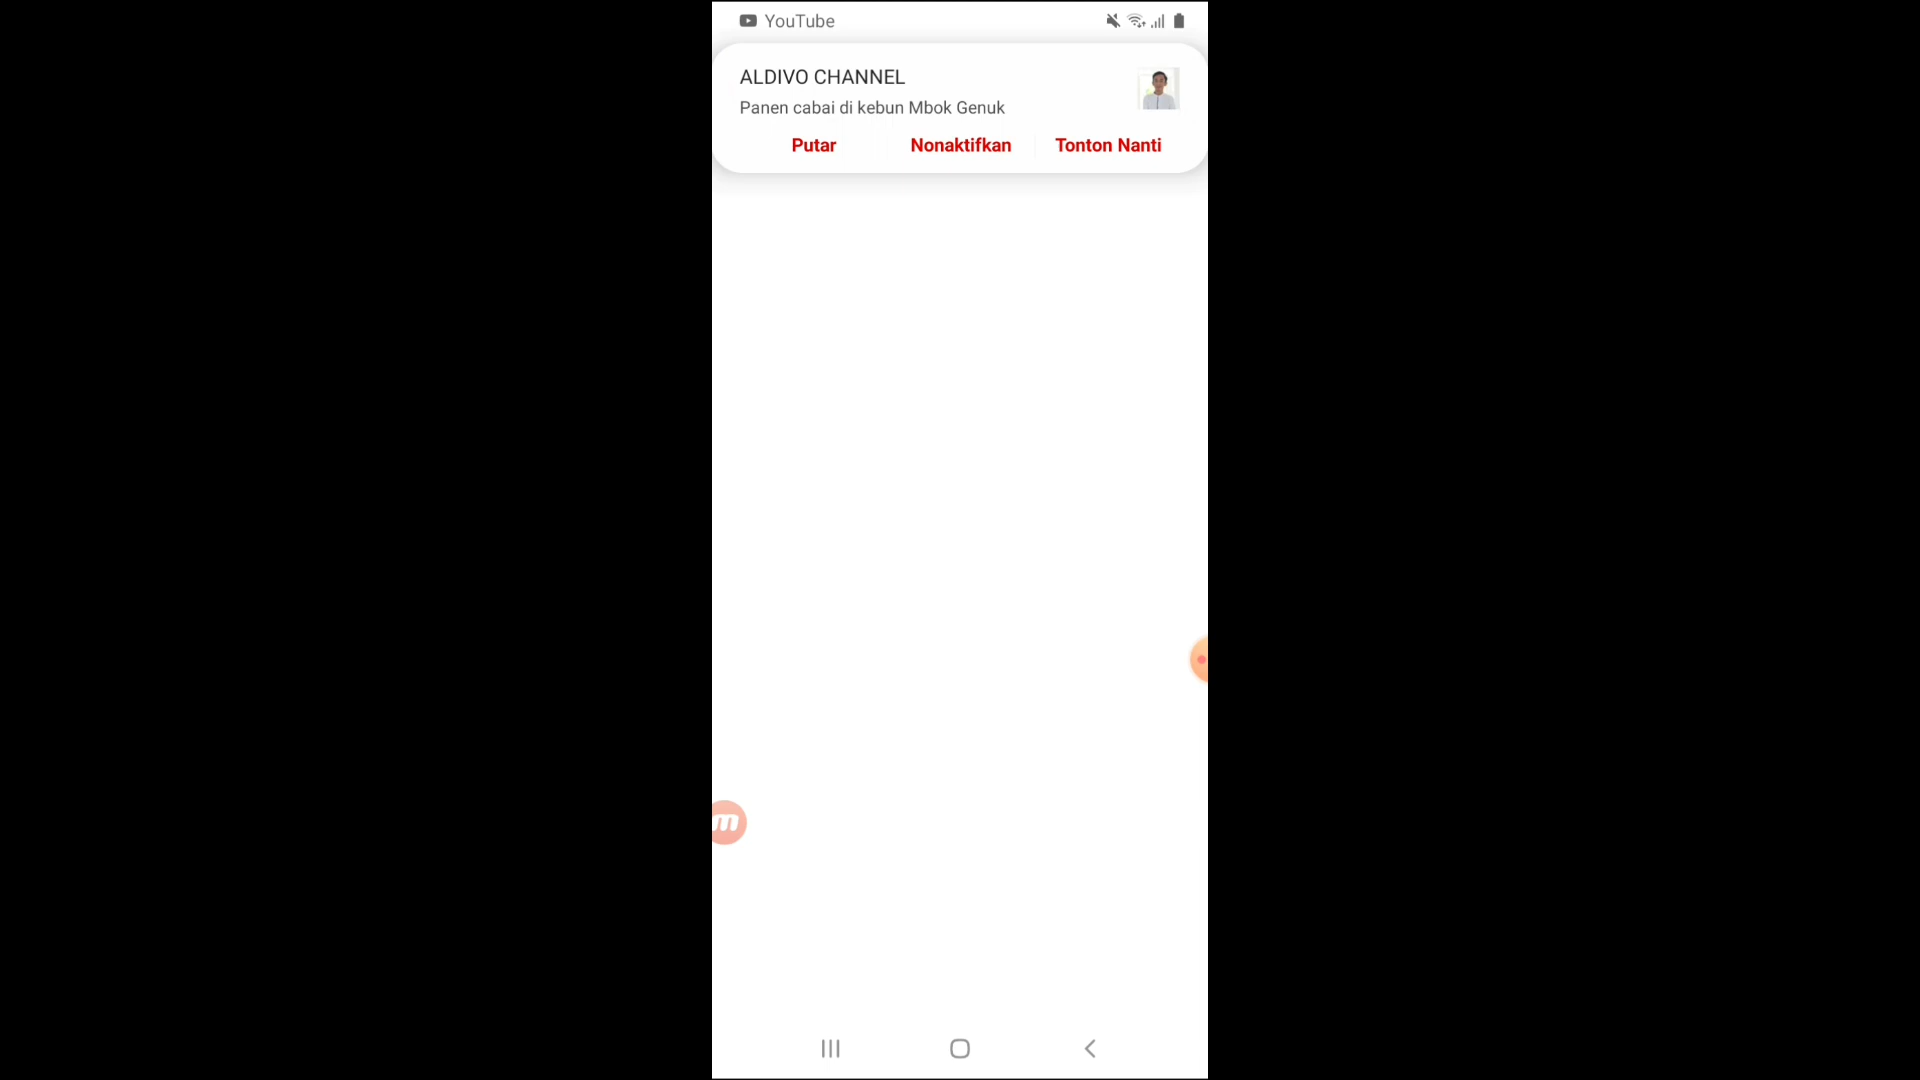 YouTube
ALDIVO CHANNEL
Panen cabai di kebun Mbok Genuk
Putar Nonaktifkan Tonton Nanti
m